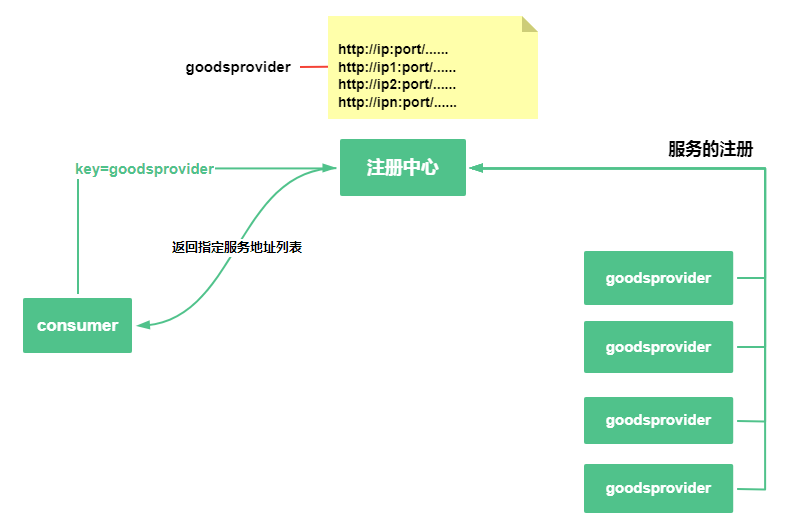 goodsprovider
http://ip:port/......
http://ip1:port/......
http://ip2:port/......
http://ipn:port/......
服务的注册
key=goodsprovider
注册中心
返回指定服务地址列表
consumer
goodsprovider
goodsprovider
goodsprovider
goodsprovider